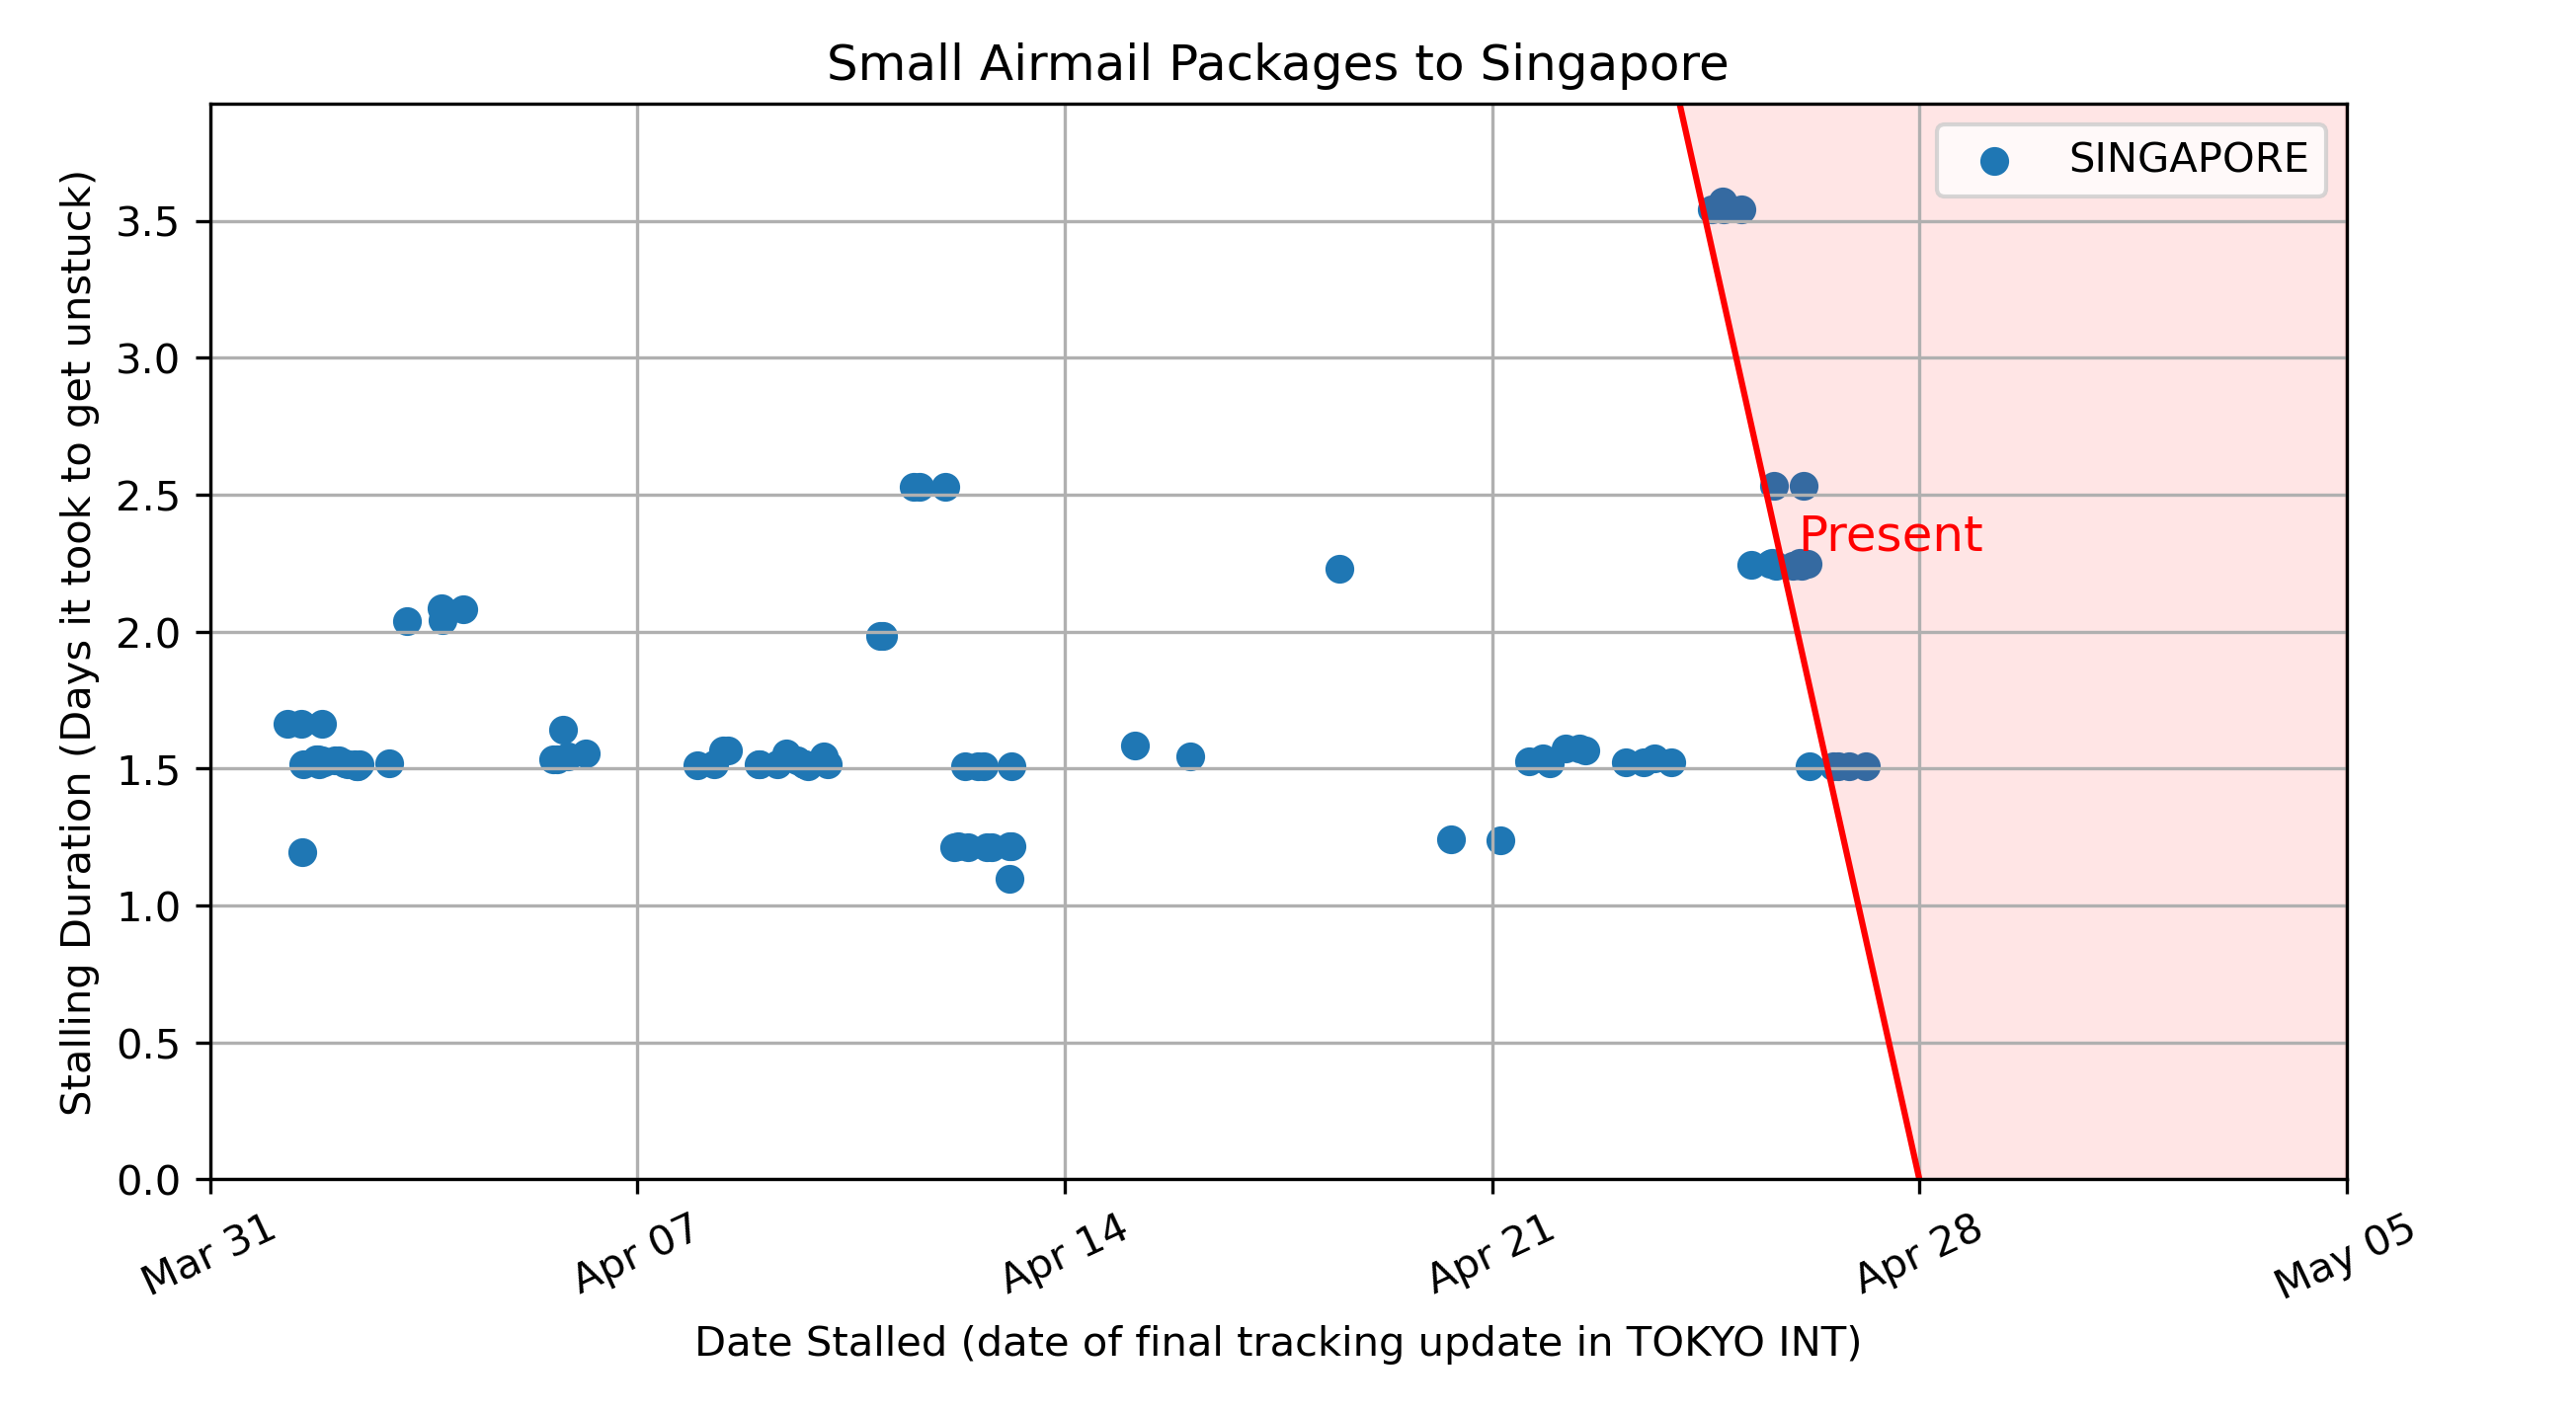 Small Airmail Packages to Singapore
SINGAPORE
Present
Stalling Duration (Days it took to get unstuck)
3.5
3.0
2.5
2.0
1.5
1.0
0.5
0.0
Mar 31
Apr 07
Apr 14
Apr 21
Apr 28
May 05
Date Stalled (date of final tracking update in TOKYO INT)